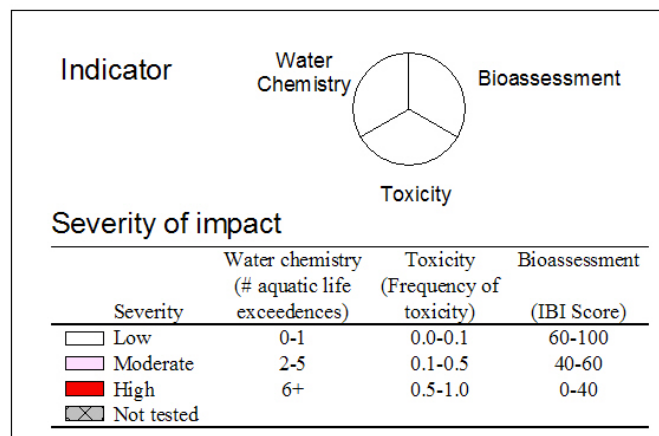 Indicator
Water
Chemistry
Bioassessment
Toxicity
Severity of impact
Water chemistry Toxicity Bioassessment
(# aquatic life (Frequency of
Severity exceedences) toxicity) (IBI Score)
Low 0-1 0.0-0.1 60-100
Moderate 2-5 0.1-0.5 40-60
High 6+ 0.5-1.0 0-40
Not tested